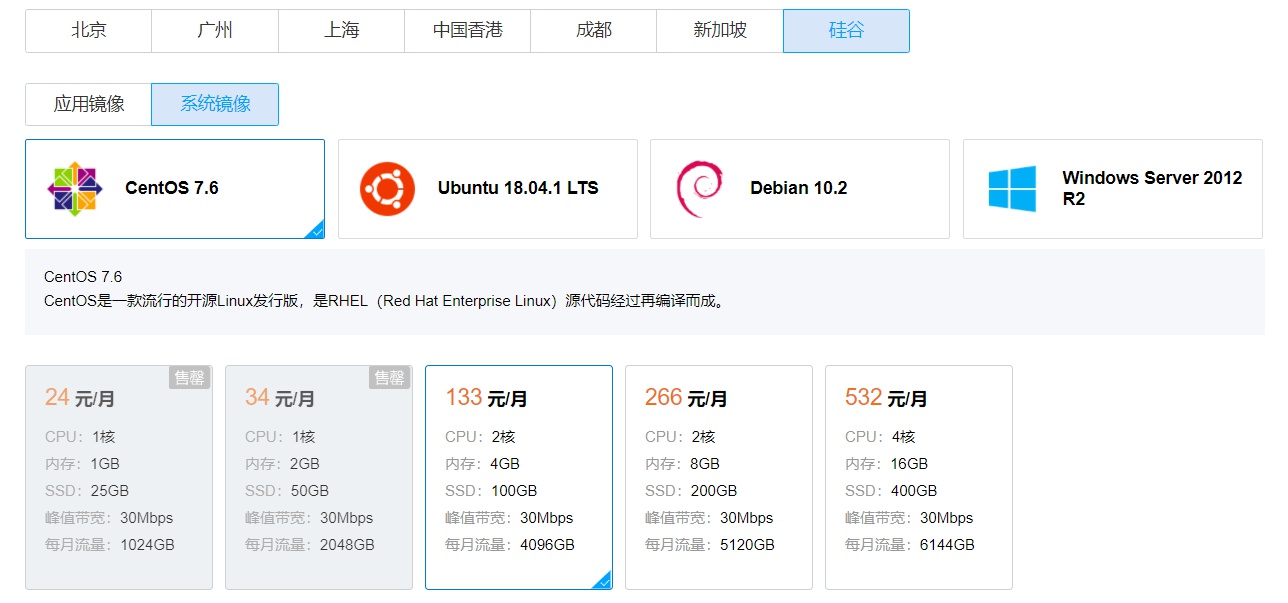 北京 广州 上海 中国香港 成都 新加坡 硅谷
应用镜像 系统镜像
CentOS 7.6
Ubuntu 18.04.1 LTS
Debian 10.2
Windows Server 2012
R2
CentOS 7.6
CentOS是一款流行的开源Linux发行版，是RHEL（Red Hat Enterprise Linux）源代码经过再编译而成。
售罄
24 元/月
CPU： 1核
内存： 1GB
SSD： 25GB
峰值带宽： 30Mbps
每月流量： 1024GB
售罄
34 元/月
CPU： 1核
内存： 2GB
SSD： 50GB
峰值带宽： 30Mbps
每月流量： 2048GB
133 元/月
CPU： 2核
内存： 4GB
SSD： 100GB
峰值带宽： 30Mbps
每月流量： 4096GB
266 元/月
CPU： 2核
内存： 8GB
SSD： 200GB
峰值带宽： 30Mbps
每月流量： 5120GB
532 元/月
CPU： 4核
内存： 16GB
SSD： 400GB
峰值带宽： 30Mbps
每月流量： 6144GB